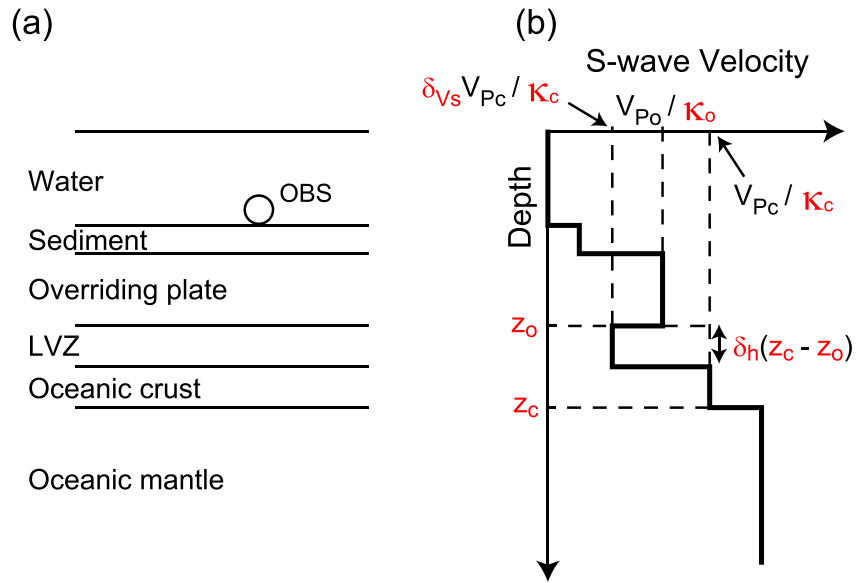 (a)
Water
OBS
Sediment
Overriding plate
LVZ
Oceanic crust
Oceanic mantle
(b)
S-wave Velocity
δVsVPc / κc
VPo / κo
VPc / κc
Depth
zo
δh(zc - zo)
zc